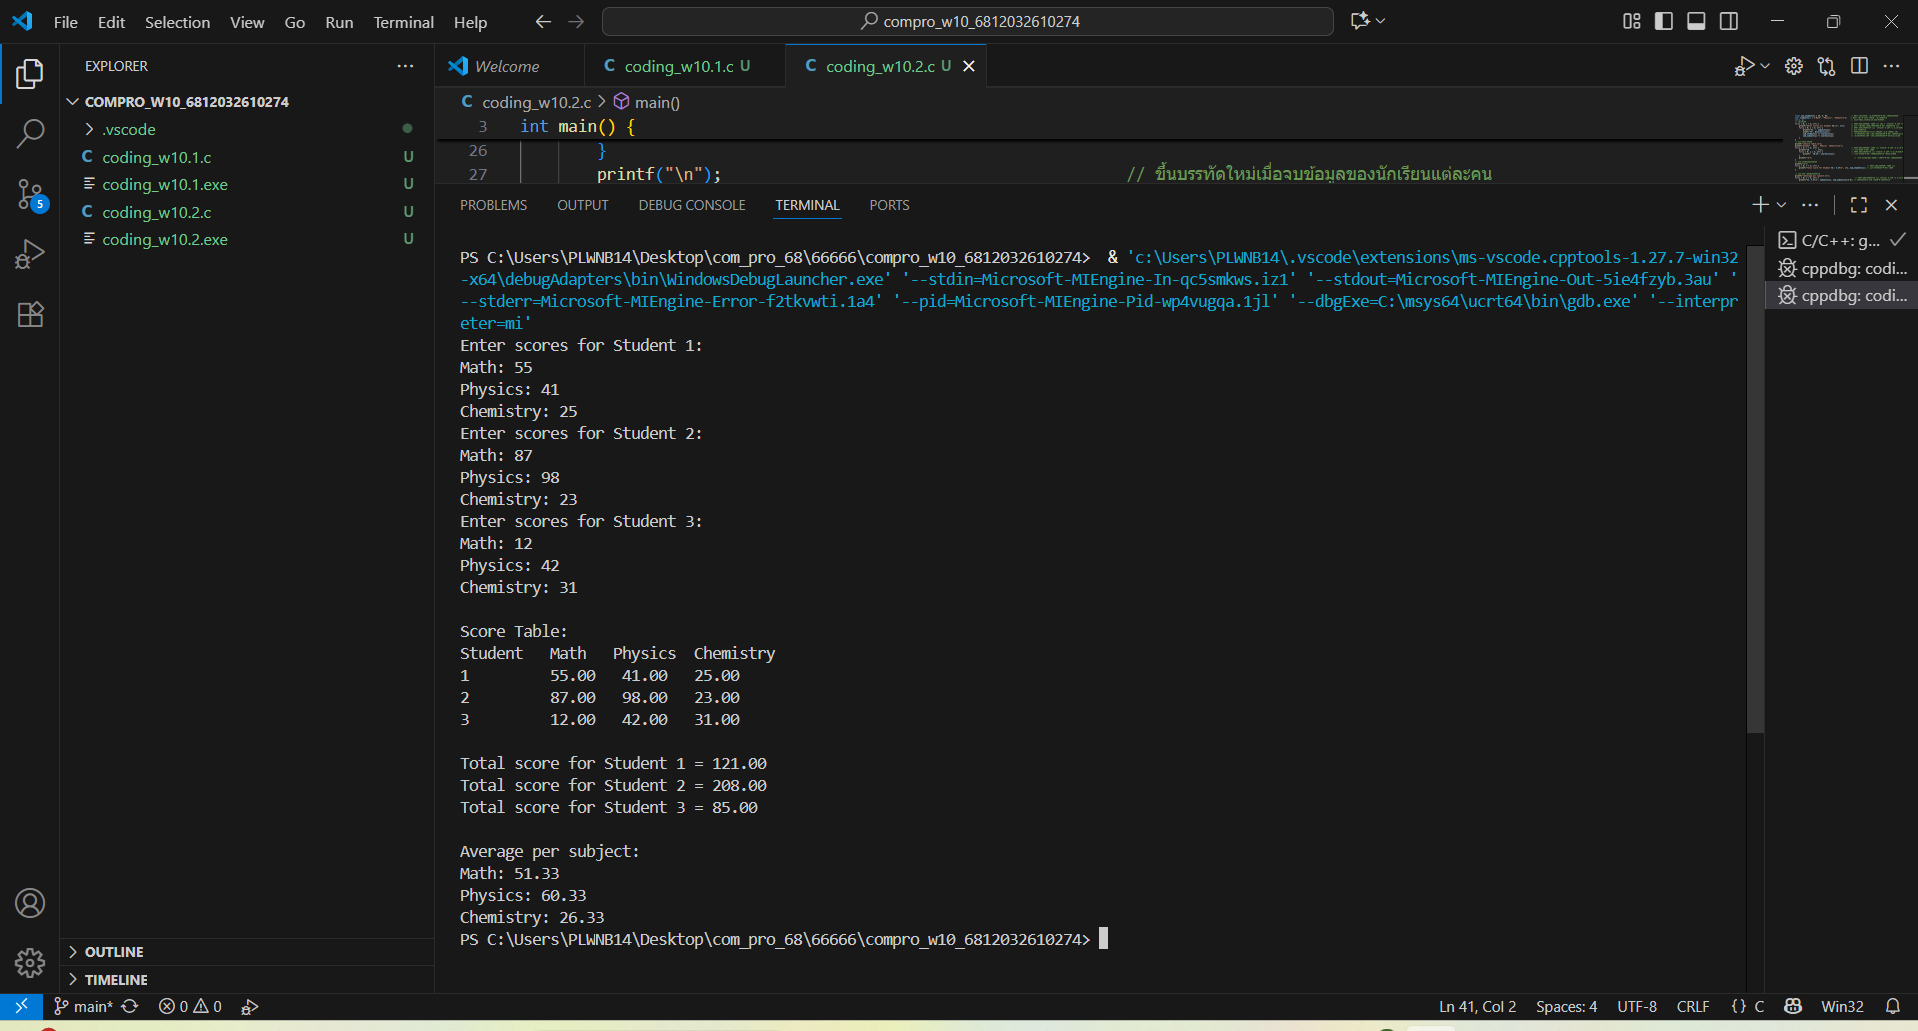 File Edit Selection View Go Run Terminal Help
compro_w10_6812032610274
EXPLORER
COMPRO_W10_6812032610274
.vscode
C coding_w10.1.c U
coding_w10.1.exe U
C coding_w10.2.c U
coding_w10.2.exe U
5
OUTLINE
TIMELINE
Welcome
C coding_w10.1.c U
C coding_w10.2.c U
C coding_w10.2.c > main()
3 int main() {
26 }
27 printf("\n"); // ขึ้นบรรทัดใหม่เมื่อจบข้อมูลของนักเรียนแต่ละคน
PROBLEMS OUTPUT DEBUG CONSOLE TERMINAL PORTS
C/C++: g...
cppdbg: codi...
cppdbg: codi...
PS C:\Users\PLWNB14\Desktop\com_pro_68\66666\compro_w10_6812032610274> & 'c:\Users\PLWNB14\.vscode\extensions\ms-vscode.cpptools-1.27.7-win32
-x64\debugAdapters\bin\WindowsDebugLauncher.exe' '--stdin=Microsoft-MIEngine-In-qc5smkws.iz1' '--stdout=Microsoft-MIEngine-Out-5ie4fzyb.3au' '
--stderr=Microsoft-MIEngine-Error-f2tkvwti.1a4' '--pid=Microsoft-MIEngine-Pid-wp4vugqa.1jl' '--dbgExe=C:\msys64\ucrt64\bin\gdb.exe' '--interpr
eter=mi'
Enter scores for Student 1:
Math: 55
Physics: 41
Chemistry: 25
Enter scores for Student 2:
Math: 87
Physics: 98
Chemistry: 23
Enter scores for Student 3:
Math: 12
Physics: 42
Chemistry: 31
Score Table:
Student Math Physics Chemistry
1 55.00 41.00 25.00
2 87.00 98.00 23.00
3 12.00 42.00 31.00
Total score for Student 1 = 121.00
Total score for Student 2 = 208.00
Total score for Student 3 = 85.00
Average per subject:
Math: 51.33
Physics: 60.33
Chemistry: 26.33
PS C:\Users\PLWNB14\Desktop\com_pro_68\66666\compro_w10_6812032610274>
main* 0 0 Ln 41, Col 2 Spaces: 4 UTF-8 CRLF {} C Win32